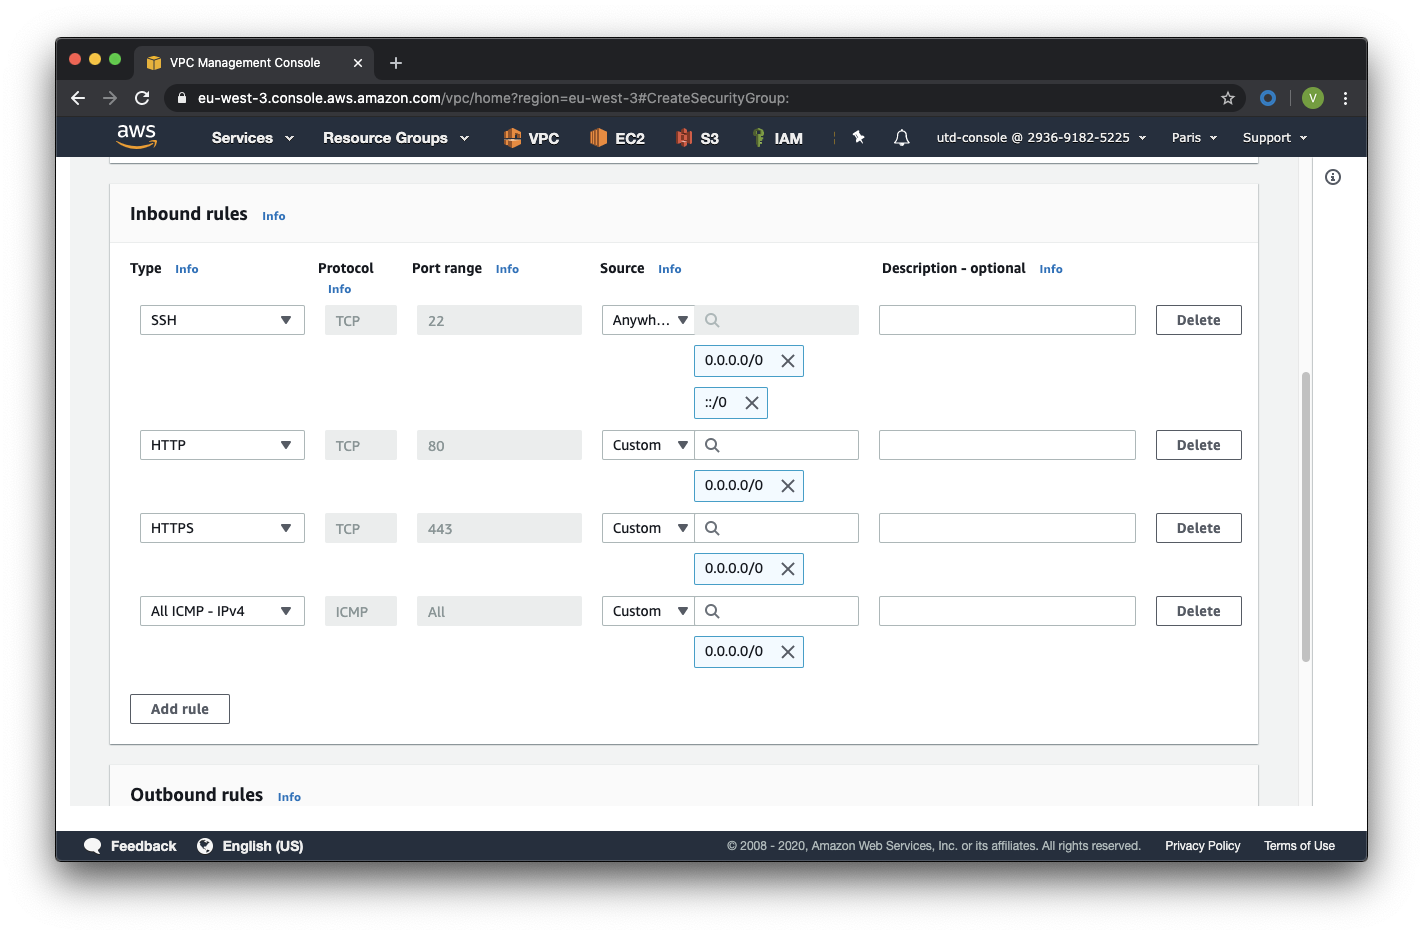 VPC Management Console
eu-west-3.console.aws.amazon.com/vpc/home?region=eu-west-3#CreateSecurityGroup:
V
aws Services Resource Groups VPC EC2 S3 IAM utd-console @ 2936-9182-5225 Paris Support
Inbound rules Info
Type Info Protocol Info Port range Info Source Info Description - optional Info
SSH TCP 22 Anywh... Delete
0.0.0.0/0
::/0
HTTP TCP 80 Custom Delete
0.0.0.0/0
HTTPS TCP 443 Custom Delete
0.0.0.0/0
All ICMP - IPv4 ICMP All Custom Delete
0.0.0.0/0
Add rule
Outbound rules Info
Feedback English (US) © 2008 - 2020, Amazon Web Services, Inc. or its affiliates. All rights reserved. Privacy Policy Terms of Use